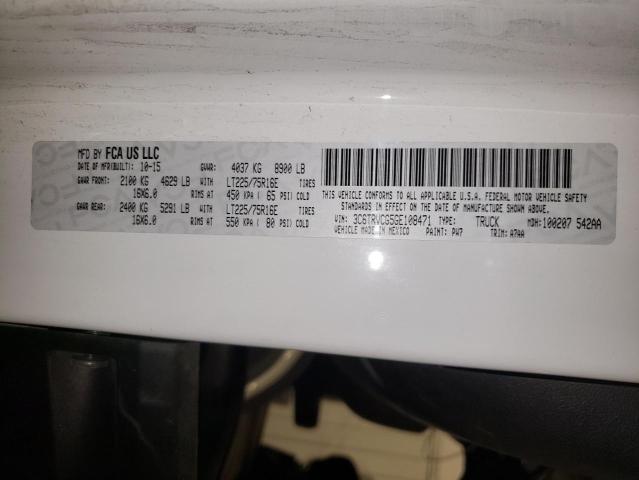 MFD BY FCA US LLC
DATE OF MFR(BUILT): 10-15 GVWR: 4037 KG 8900 LB
GAWR FRONT: 2100 KG 4629 LB WITH LT225/75R16E TIRES
16X6.0 RIMS AT 450 KPA ( 65 PSI) COLD
GAWR REAR: 2400 KG 5291 LB WITH LT225/75R16E TIRES
16X6.0 RIMS AT 550 KPA ( 80 PSI) COLD
THIS VEHICLE CONFORMS TO ALL APPLICABLE U.S.A. FEDERAL MOTOR VEHICLE SAFETY
STANDARDS IN EFFECT ON THE DATE OF MANUFACTURE SHOWN ABOVE.
VIN: 3C6TRVCG5GE108471 TYPE: TRUCK MDH: 100207 542AA
VEHICLE MADE IN MEXICO PAINT: PW7 TRIM: A7AA